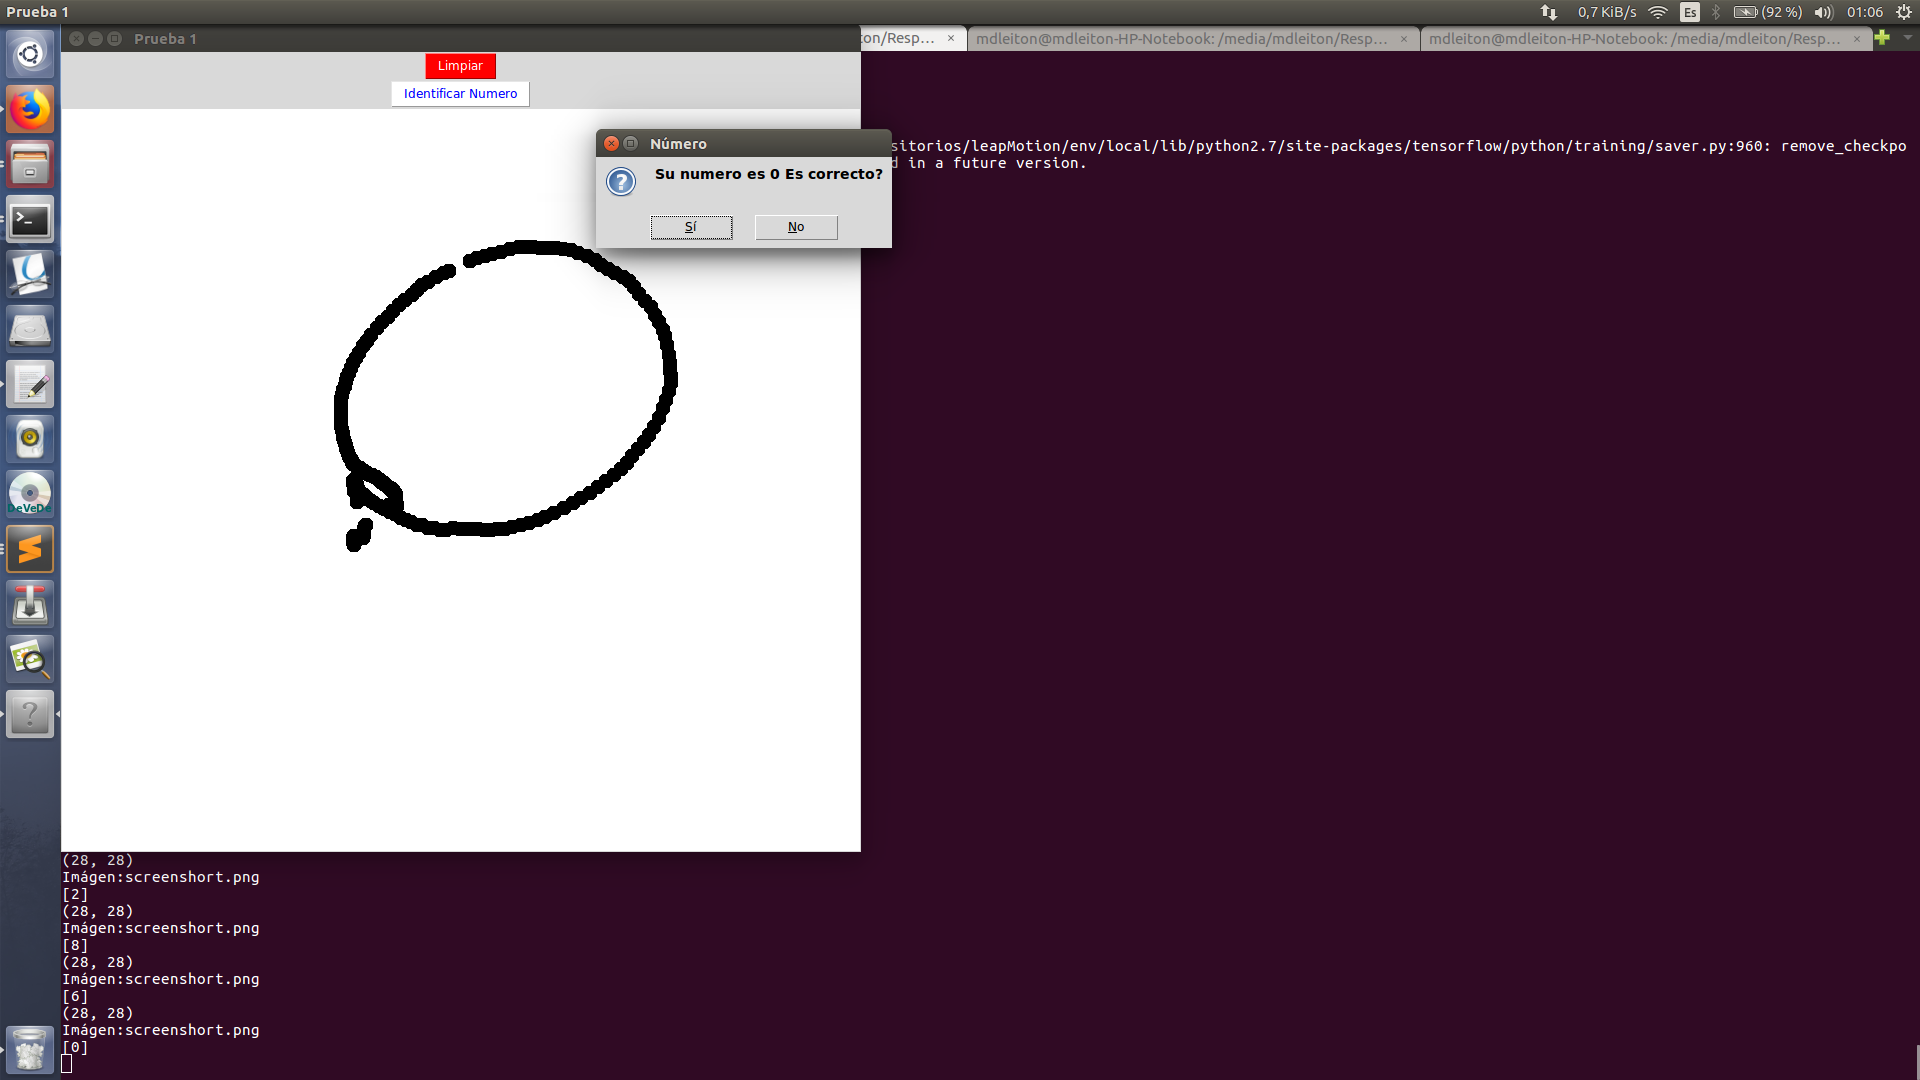 Prueba 1
0,7 KiB/s
Es
(92 %)
01:06
Prueba 1
ton/Resp...
mdleiton@mdleiton-HP-Notebook: /media/mdleiton/Resp...
mdleiton@mdleiton-HP-Notebook: /media/mdleiton/Resp...
Limpiar
Identificar Numero
Número
Su numero es 0 Es correcto?
Sí
No
sitorios/leapMotion/env/local/lib/python2.7/site-packages/tensorflow/python/training/saver.py:960: remove_checkpo
d in a future version.
DeVeDe
(28, 28)
Imágen:screenshort.png
[2]
(28, 28)
Imágen:screenshort.png
[8]
(28, 28)
Imágen:screenshort.png
[6]
(28, 28)
Imágen:screenshort.png
[0]